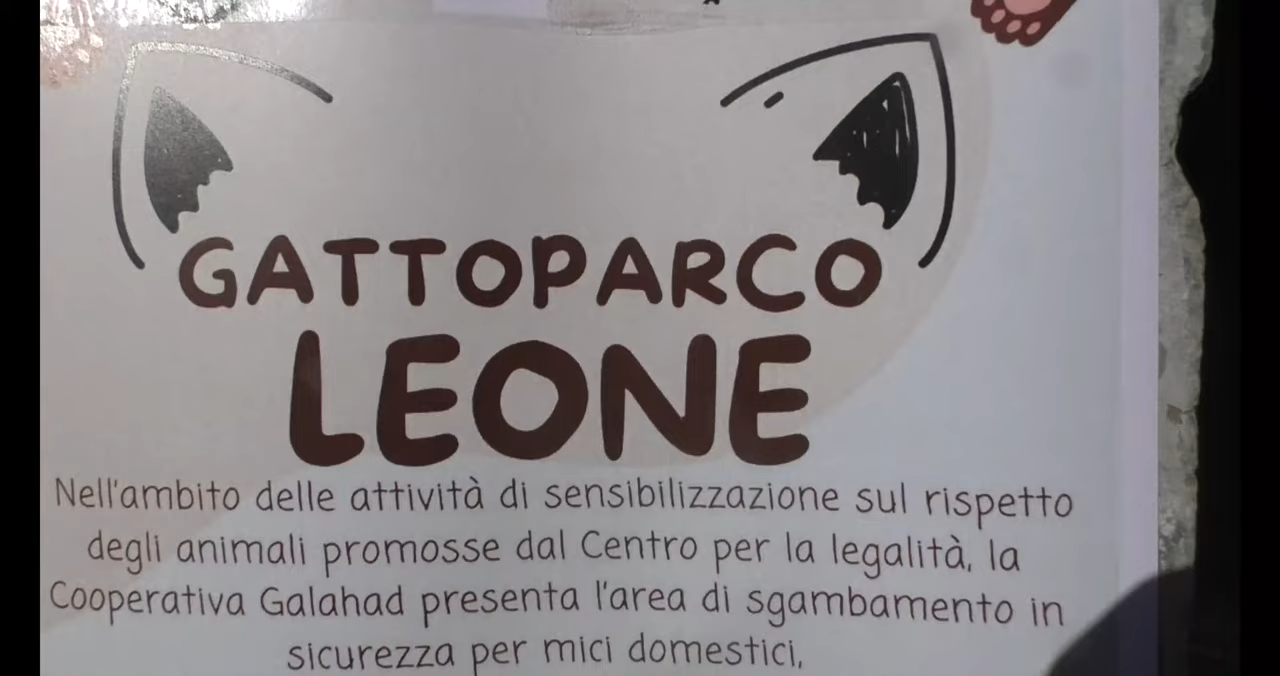 GATTOPARCO
LEONE
Nell'ambito delle attività di sensibilizzazione sul rispetto
degli animali promosse dal Centro per la legalità, la
Cooperativa Galahad presenta l'area di sgambamento in
sicurezza per mici domestici,